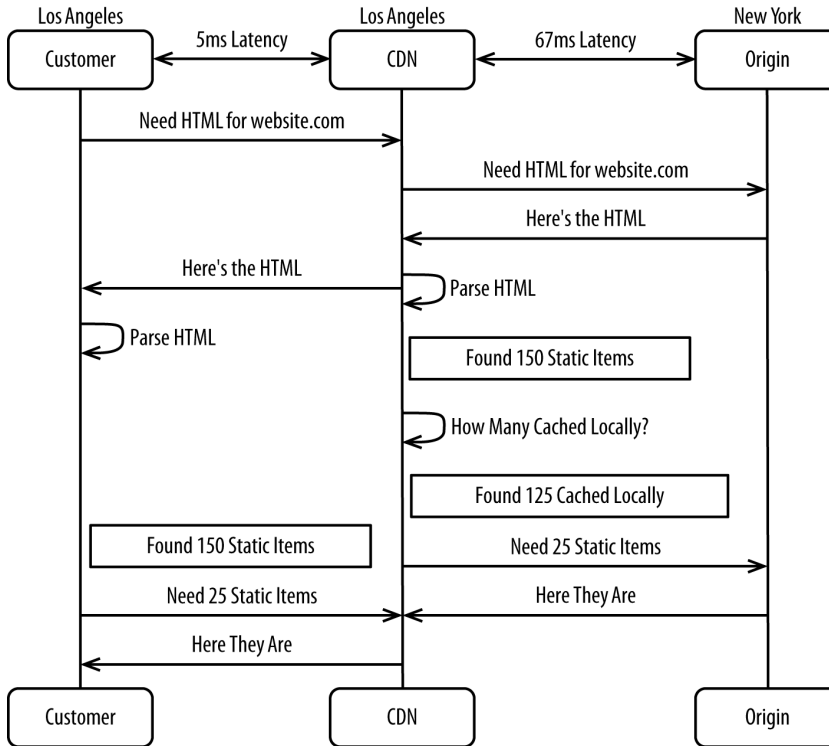 Los Angeles
Los Angeles
New York
Customer
5ms Latency
CDN
67ms Latency
Origin
Need HTML for website.com
Need HTML for website.com
Here's the HTML
Here's the HTML
Parse HTML
Parse HTML
Found 150 Static Items
How Many Cached Locally?
Found 125 Cached Locally
Found 150 Static Items
Need 25 Static Items
Need 25 Static Items
Here They Are
Here They Are
Customer
CDN
Origin